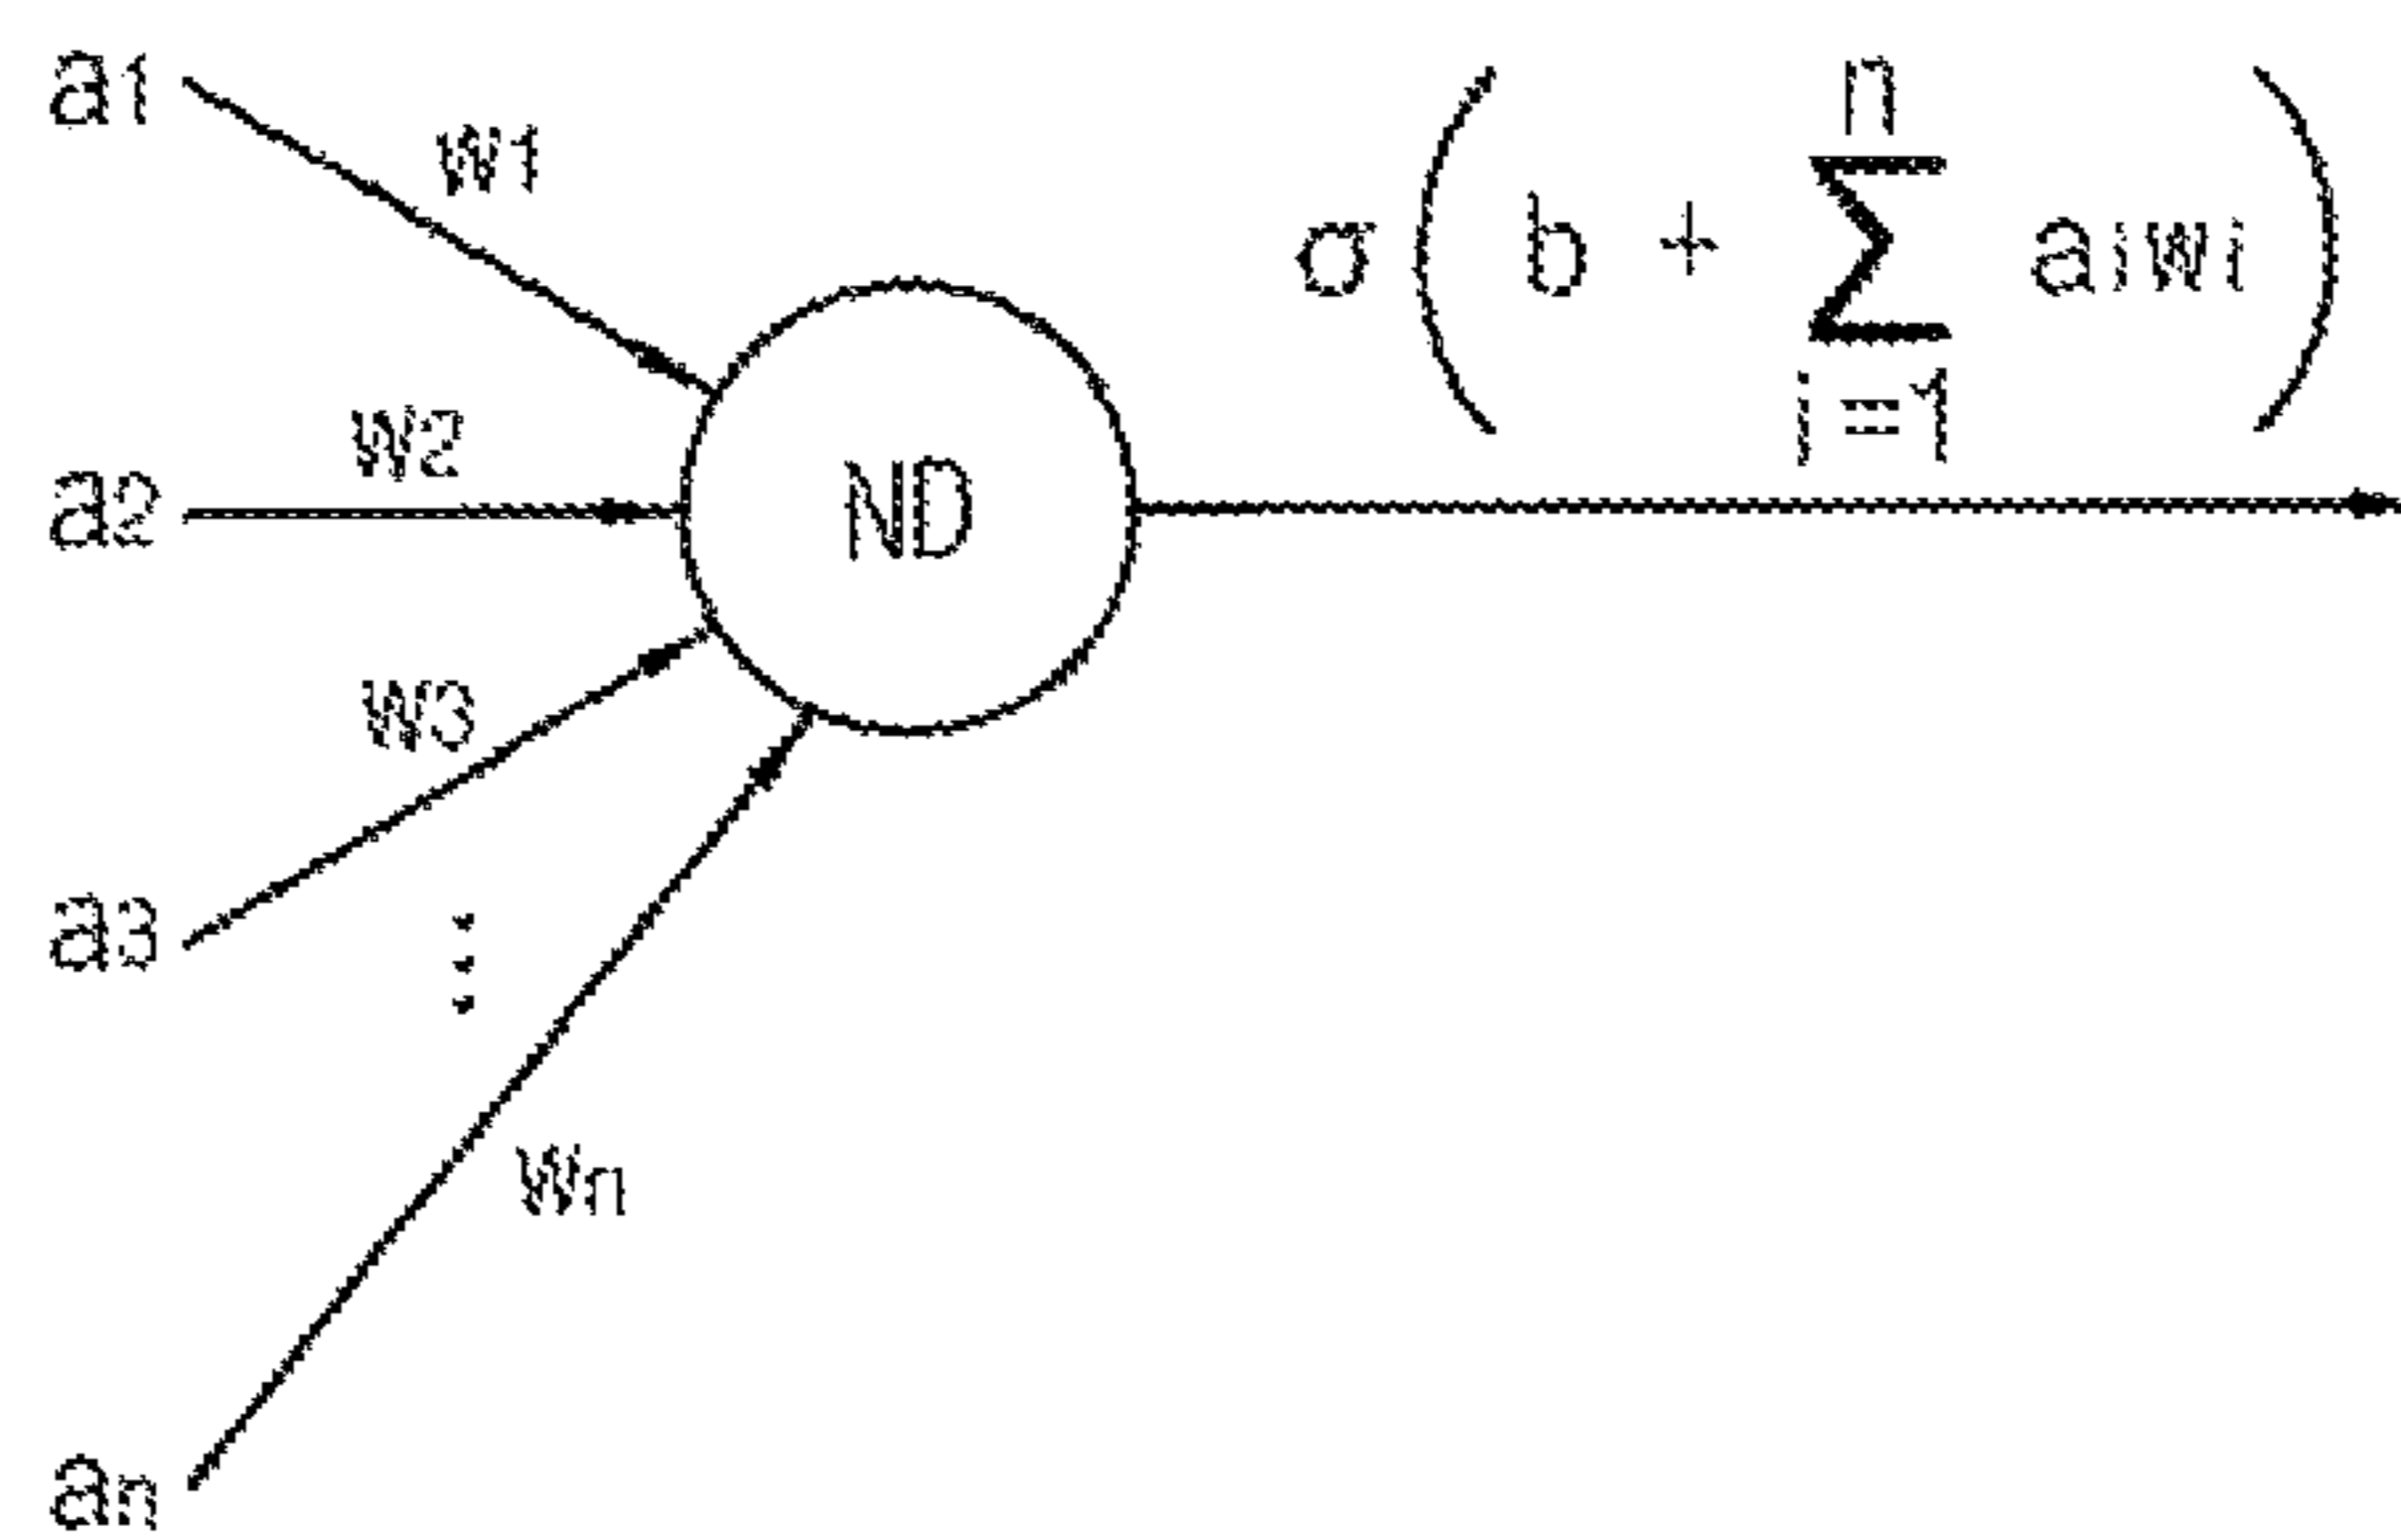 a1
W1
σ( b + n ∑ i=1 aiwi )
W2
a2
ND
W3
a3
⋮
Wn
an